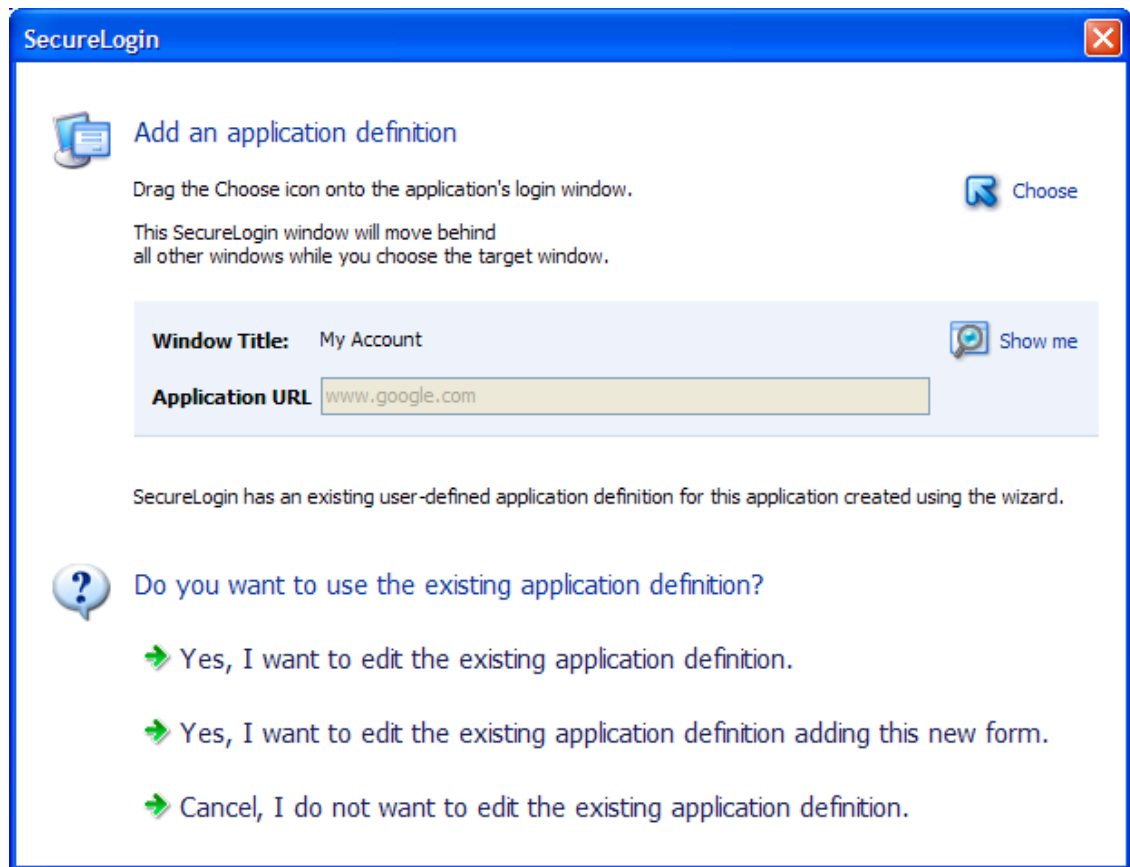 SecureLogin
Add an application definition
Drag the Choose icon onto the application's login window.
Choose
This SecureLogin window will move behind
all other windows while you choose the target window.
Window Title: My Account
Show me
Application URL www.google.com
SecureLogin has an existing user-defined application definition for this application created using the wizard.
Do you want to use the existing application definition?
Yes, I want to edit the existing application definition.
Yes, I want to edit the existing application definition adding this new form.
Cancel, I do not want to edit the existing application definition.